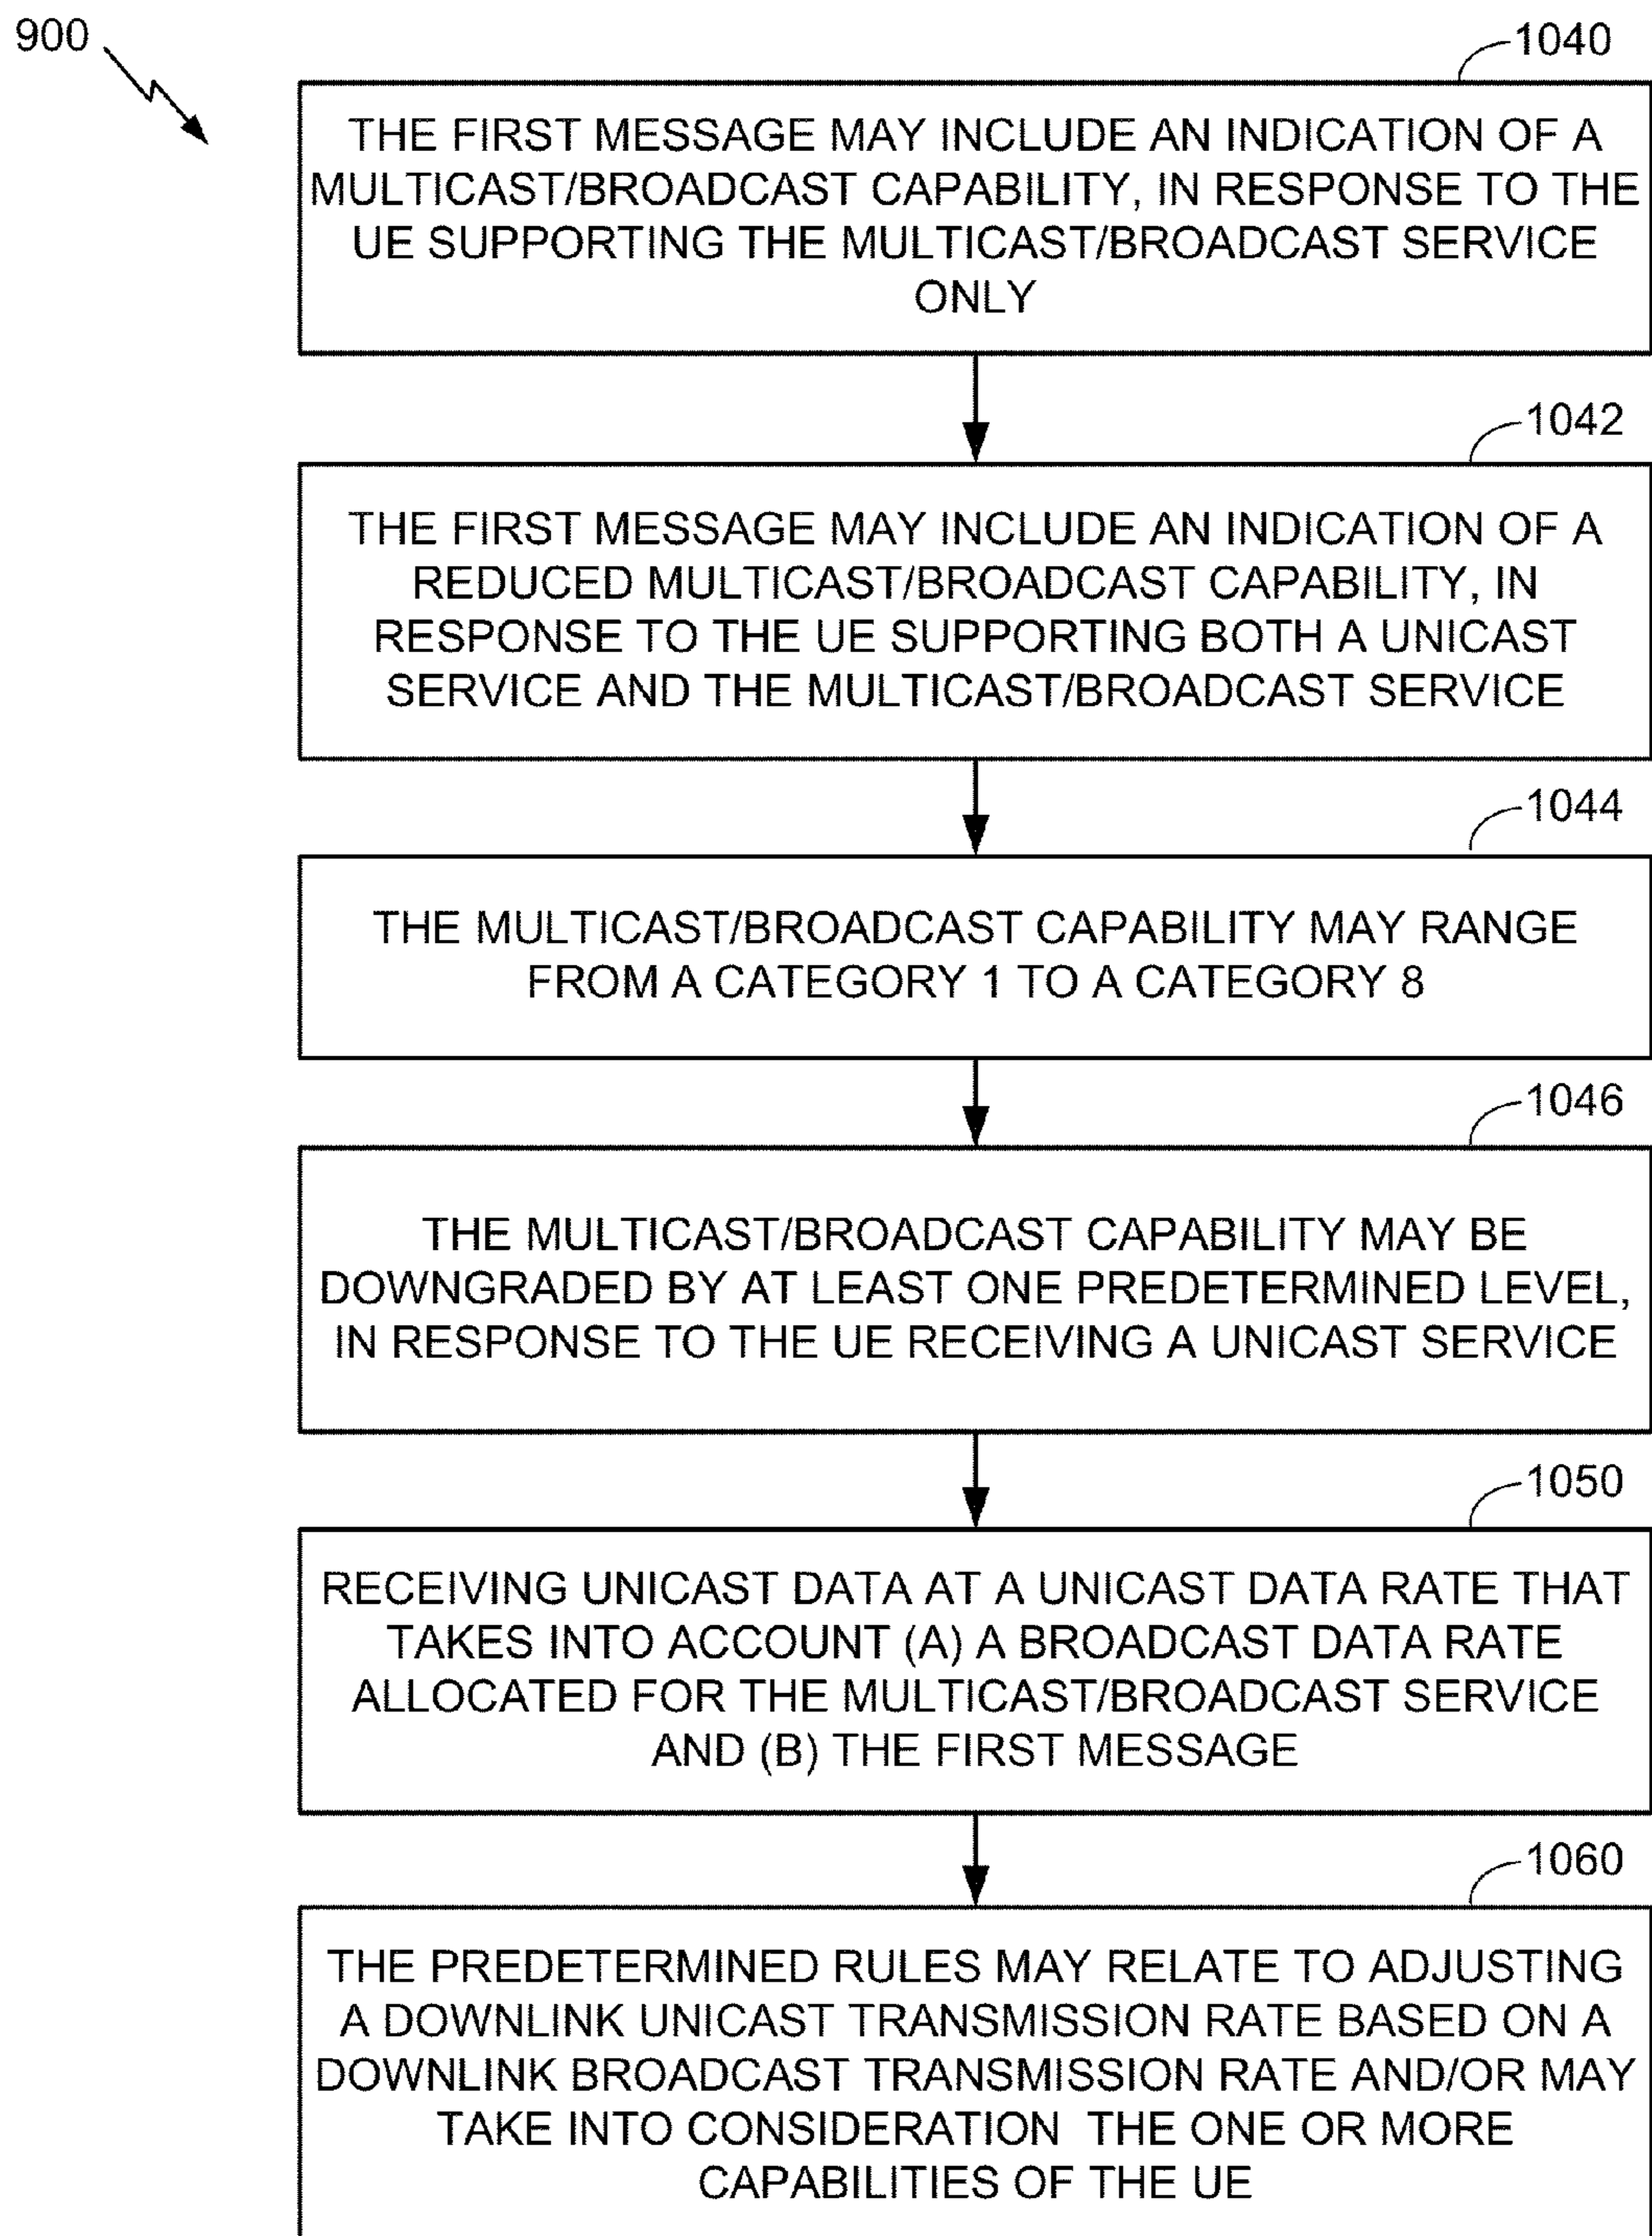 900
1040
THE FIRST MESSAGE MAY INCLUDE AN INDICATION OF A
MULTICAST/BROADCAST CAPABILITY, IN RESPONSE TO THE
UE SUPPORTING THE MULTICAST/BROADCAST SERVICE
ONLY
1042
THE FIRST MESSAGE MAY INCLUDE AN INDICATION OF A
REDUCED MULTICAST/BROADCAST CAPABILITY, IN
RESPONSE TO THE UE SUPPORTING BOTH A UNICAST
SERVICE AND THE MULTICAST/BROADCAST SERVICE
1044
THE MULTICAST/BROADCAST CAPABILITY MAY RANGE
FROM A CATEGORY 1 TO A CATEGORY 8
1046
THE MULTICAST/BROADCAST CAPABILITY MAY BE
DOWNGRADED BY AT LEAST ONE PREDETERMINED LEVEL,
IN RESPONSE TO THE UE RECEIVING A UNICAST SERVICE
1050
RECEIVING UNICAST DATA AT A UNICAST DATA RATE THAT
TAKES INTO ACCOUNT (A) A BROADCAST DATA RATE
ALLOCATED FOR THE MULTICAST/BROADCAST SERVICE
AND (B) THE FIRST MESSAGE
1060
THE PREDETERMINED RULES MAY RELATE TO ADJUSTING
A DOWNLINK UNICAST TRANSMISSION RATE BASED ON A
DOWNLINK BROADCAST TRANSMISSION RATE AND/OR MAY
TAKE INTO CONSIDERATION THE ONE OR MORE
CAPABILITIES OF THE UE